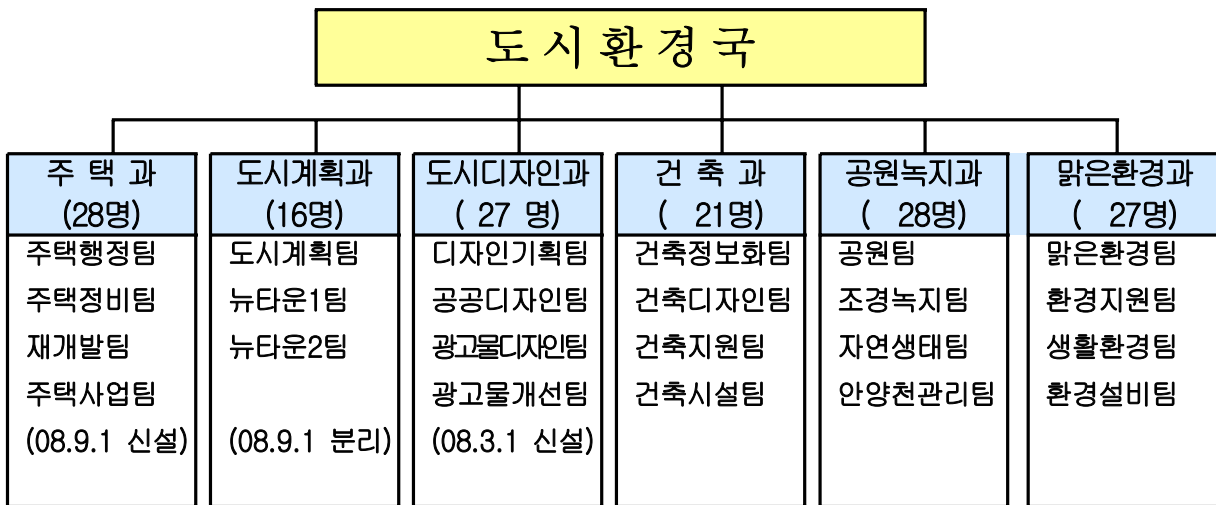 도 시 환 경 국
주 택 과
(28명)
주택행정팀
주택정비팀
재개발팀
주택사업팀
(08.9.1 신설)
도시계획과
(16명)
도시계획팀
뉴타운1팀
뉴타운2팀
(08.9.1 분리)
도시디자인과
( 27 명)
디자인기획팀
공공디자인팀
광고물디자인팀
광고물개선팀
(08.3.1 신설)
건 축 과
( 21명)
건축정보화팀
건축디자인팀
건축지원팀
건축시설팀
공원녹지과
( 28명)
공원팀
조경녹지팀
자연생태팀
안양천관리팀
맑은환경과
( 27명)
맑은환경팀
환경지원팀
생활환경팀
환경설비팀